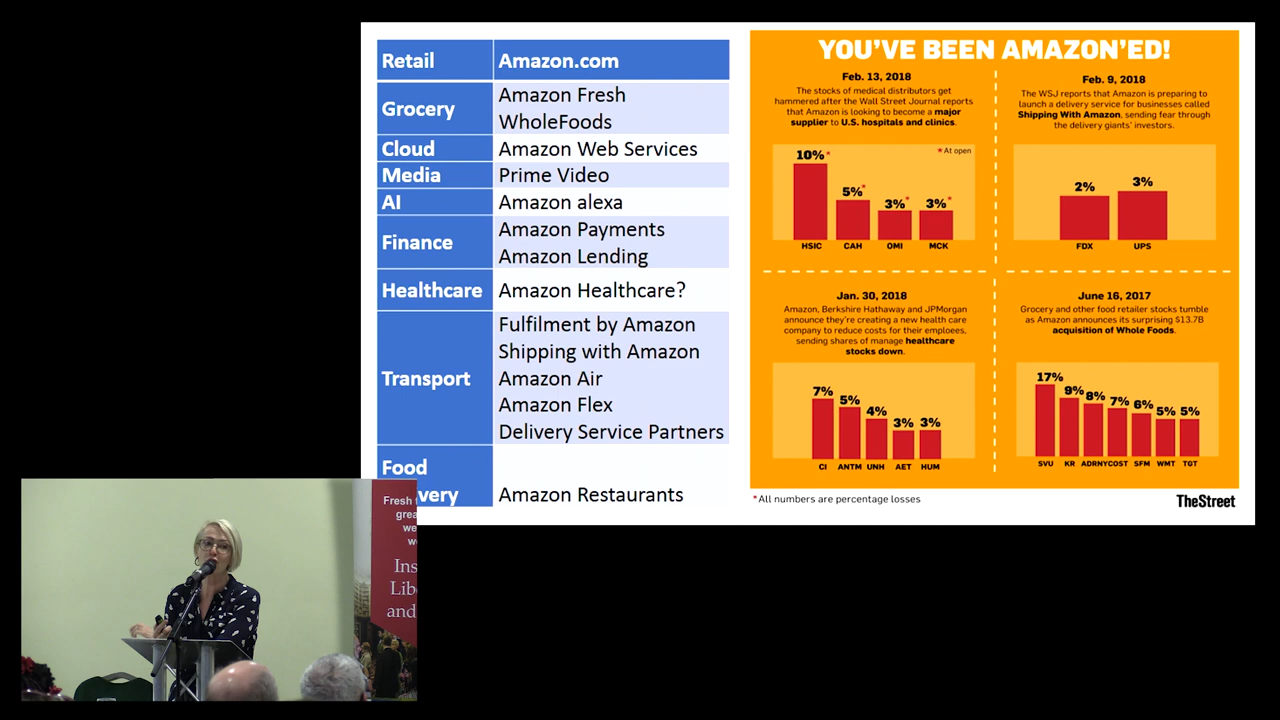 Retail
Amazon.com
Grocery
Amazon Fresh
WholeFoods
Cloud
Amazon Web Services
Media
Prime Video
AI
Amazon alexa
Finance
Amazon Payments
Amazon Lending
Healthcare
Amazon Healthcare?
Transport
Fulfilment by Amazon
Shipping with Amazon
Amazon Air
Amazon Flex
Delivery Service Partners
Food
very
Amazon Restaurants
YOU'VE BEEN AMAZON'ED!
Feb. 13, 2018
The stocks of medical distributors get
hammered after the Wall Street Journal reports
that Amazon is looking to become a major
supplier to U.S. hospitals and clinics.
* At open
10%*
5%*
3%*
3%*
HSIC CAH OMI MCK
Feb. 9, 2018
The WSJ reports that Amazon is preparing to
launch a delivery service for businesses called
Shipping With Amazon, sending fear through
the delivery giants' investors.
2%
3%
FDX UPS
Jan. 30, 2018
Amazon, Berkshire Hathaway and JPMorgan
announce they're creating a new health care
company to reduce costs for their emploees,
sending shares of manage healthcare
stocks down.
7%
5%
4%
3%
3%
CI ANTM UNH AET HUM
June 16, 2017
Grocery and other food retailer stocks tumble
as Amazon announces its surprising $13.7B
acquisition of Whole Foods.
17%
9%
8%
7%
6%
5%
5%
SVU KR ADRNY COST SFM WMT TGT
*All numbers are percentage losses
TheStreet
Fresh
grea
we
w
Ins
Lib
and